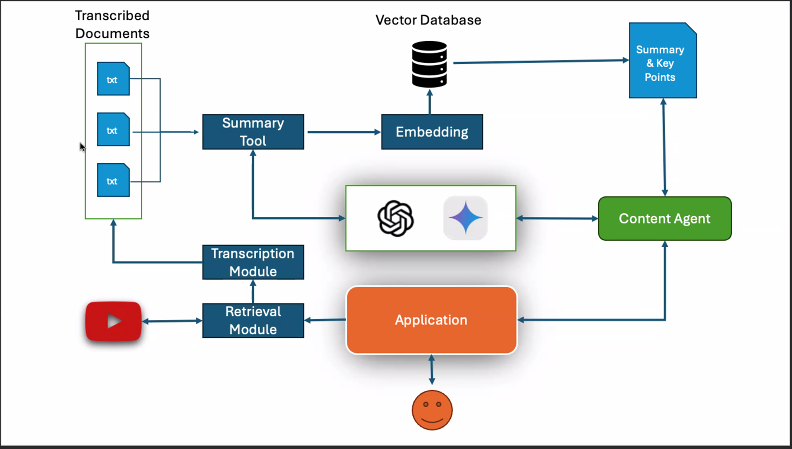 Transcribed
Documents
Vector Database
txt
Summary
& Key
Points
txt
Summary
Tool
Embedding
txt
Content Agent
Transcription
Module
Retrieval
Module
Application